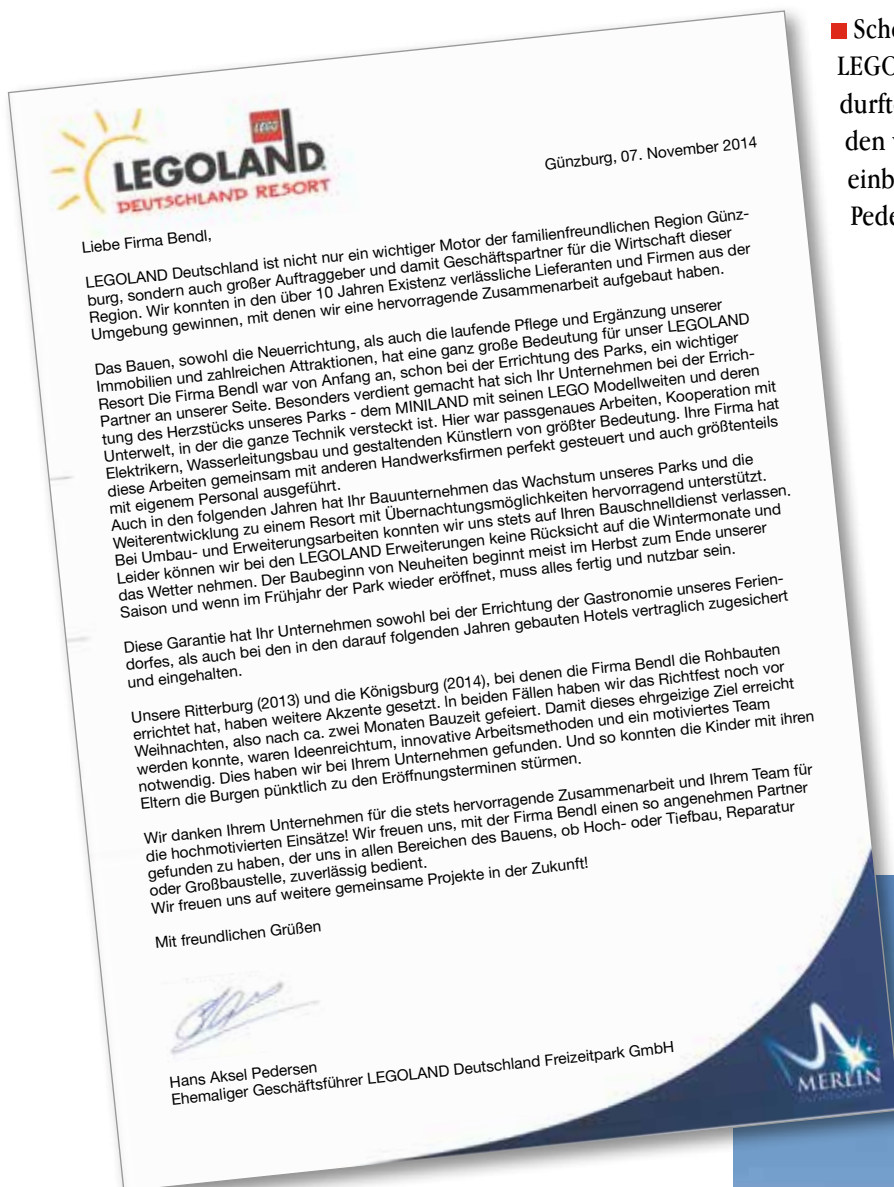 LEGO
LEGOLAND
DEUTSCHLAND RESORT
Günzburg, 07. November 2014
Liebe Firma Bendl,
LEGOLAND Deutschland ist nicht nur ein wichtiger Motor der familienfreundlichen Region Günz-
burg, sondern auch großer Auftraggeber und damit Geschäftspartner für die Wirtschaft dieser
Region. Wir konnten in den über 10 Jahren Existenz verlässliche Lieferanten und Firmen aus der
Umgebung gewinnen, mit denen wir eine hervorragende Zusammenarbeit aufgebaut haben.
Das Bauen, sowohl die Neuerrichtung, als auch die laufende Pflege und Ergänzung unserer
Immobilien und zahlreichen Attraktionen, hat eine ganz große Bedeutung für unser LEGOLAND
Resort Die Firma Bendl war von Anfang an, schon bei der Errichtung des Parks, ein wichtiger
Partner an unserer Seite. Besonders verdient gemacht hat sich Ihr Unternehmen bei der Errich-
tung des Herzstücks unseres Parks - dem MINILAND mit seinen LEGO Modellweiten und deren
Unterwelt, in der die ganze Technik versteckt ist. Hier war passgenaues Arbeiten, Kooperation mit
Elektrikern, Wasserleitungsbau und gestaltenden Künstlern von größter Bedeutung. Ihre Firma hat
diese Arbeiten gemeinsam mit anderen Handwerksfirmen perfekt gesteuert und auch größtenteils
mit eigenem Personal ausgeführt.
Auch in den folgenden Jahren hat Ihr Bauunternehmen das Wachstum unseres Parks und die
Weiterentwicklung zu einem Resort mit Übernachtungsmöglichkeiten hervorragend unterstützt.
Bei Umbau- und Erweiterungsarbeiten konnten wir uns stets auf Ihren Bauschnelldienst verlassen.
Leider können wir bei den LEGOLAND Erweiterungen keine Rücksicht auf die Wintermonate und
das Wetter nehmen. Der Baubeginn von Neuheiten beginnt meist im Herbst zum Ende unserer
Saison und wenn im Frühjahr der Park wieder eröffnet, muss alles fertig und nutzbar sein.
Diese Garantie hat Ihr Unternehmen sowohl bei der Errichtung der Gastronomie unseres Ferien-
dorfes, als auch bei den in den darauf folgenden Jahren gebauten Hotels vertraglich zugesichert
und eingehalten.
Unsere Ritterburg (2013) und die Königsburg (2014), bei denen die Firma Bendl die Rohbauten
errichtet hat, haben weitere Akzente gesetzt. In beiden Fällen haben wir das Richtfest noch vor
Weihnachten, also nach ca. zwei Monaten Bauzeit gefeiert. Damit dieses ehrgeizige Ziel erreicht
werden konnte, waren Ideenreichtum, innovative Arbeitsmethoden und ein motiviertes Team
notwendig. Dies haben wir bei Ihrem Unternehmen gefunden. Und so konnten die Kinder mit ihren
Eltern die Burgen pünktlich zu den Eröffnungsterminen stürmen.
Wir danken Ihrem Unternehmen für die stets hervorragende Zusammenarbeit und Ihrem Team für
die hochmotivierten Einsätze! Wir freuen uns, mit der Firma Bendl einen so angenehmen Partner
gefunden zu haben, der uns in allen Bereichen des Bauens, ob Hoch- oder Tiefbau, Reparatur
oder Großbaustelle, zuverlässig bedient.
Wir freuen uns auf weitere gemeinsame Projekte in der Zukunft!
Mit freundlichen Grüßen
Hans Aksel Pedersen
Ehemaliger Geschäftsführer LEGOLAND Deutschland Freizeitpark GmbH
MERLIN